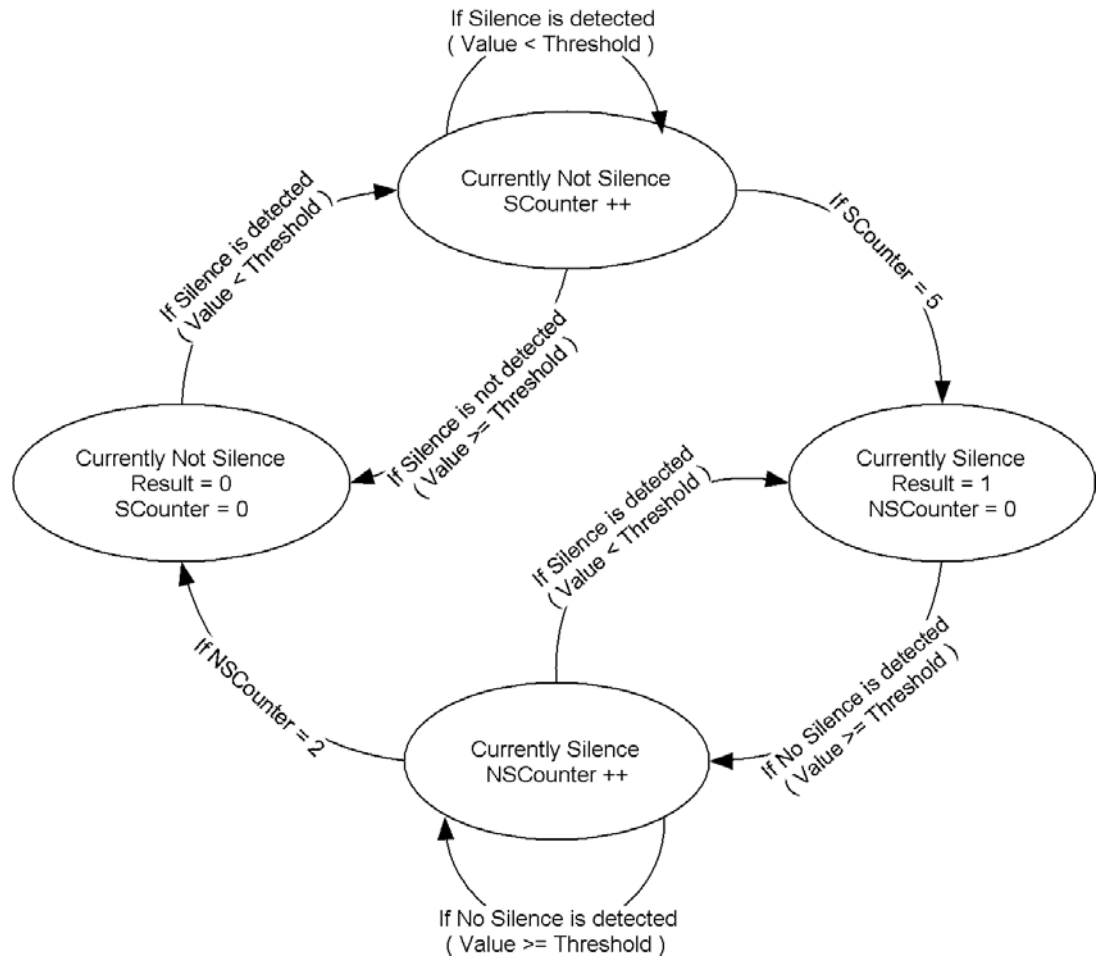 If Silence is detected
( Value < Threshold )
Currently Not Silence
SCounter ++
If Silence is detected
( Value < Threshold )
If SCounter = 5
If Silence is not detected
( Value >= Threshold )
Currently Not Silence
Result = 0
SCounter = 0
Currently Silence
Result = 1
NSCounter = 0
If Silence is detected
( Value < Threshold )
If NSCounter = 2
If No Silence is detected
( Value >= Threshold )
Currently Silence
NSCounter ++
If No Silence is detected
( Value >= Threshold )